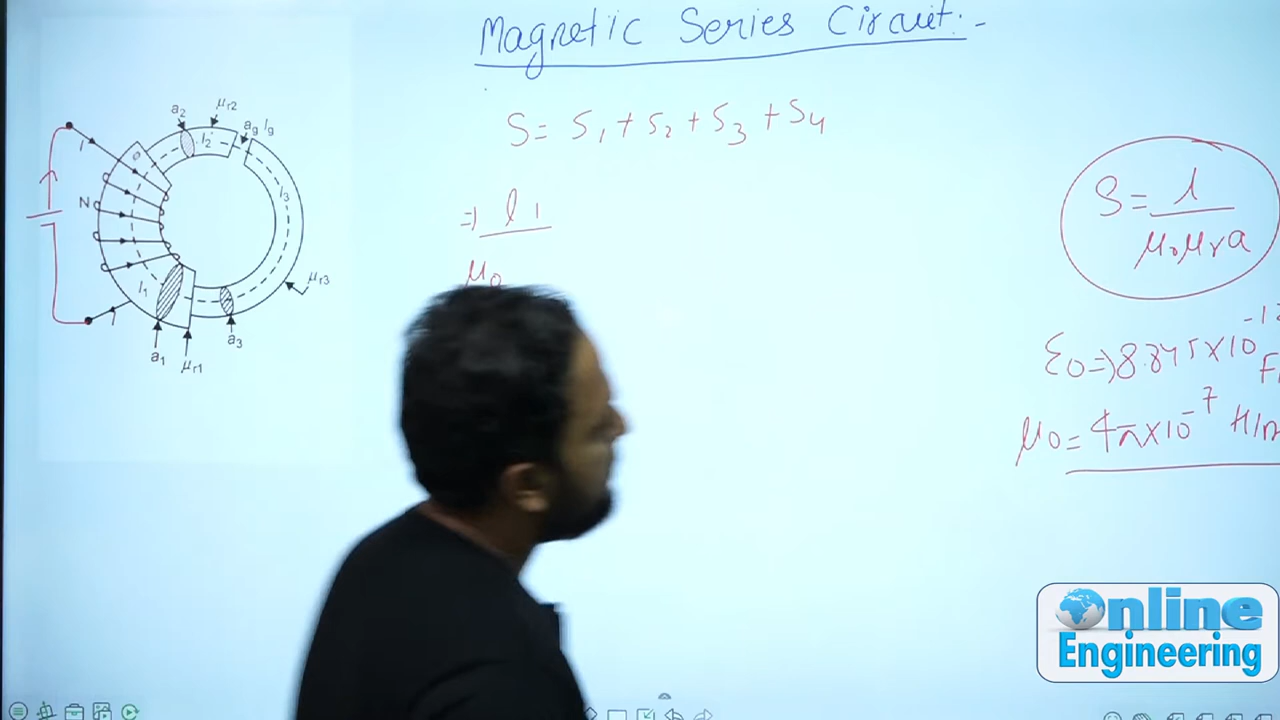 Magnetic Series Circuit:-
S = S1 + S2 + S3 + S4
⇒ l1
μ0
S = l
μ0μra
ε0 ⇒ 8.845×10-12 F/
μ0 = 4π×10-7 H/m
a2
μr2
ag lg
l2
I
Φ
N
l3
l1
μr3
I
a1
μr1
a3
Online
Engineering